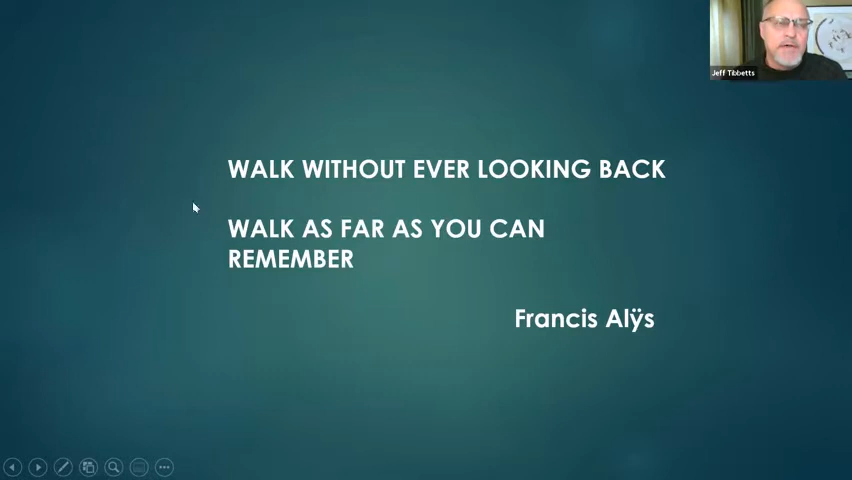 Jeff Tibbetts
WALK WITHOUT EVER LOOKING BACK
WALK AS FAR AS YOU CAN
REMEMBER
Francis Alÿs